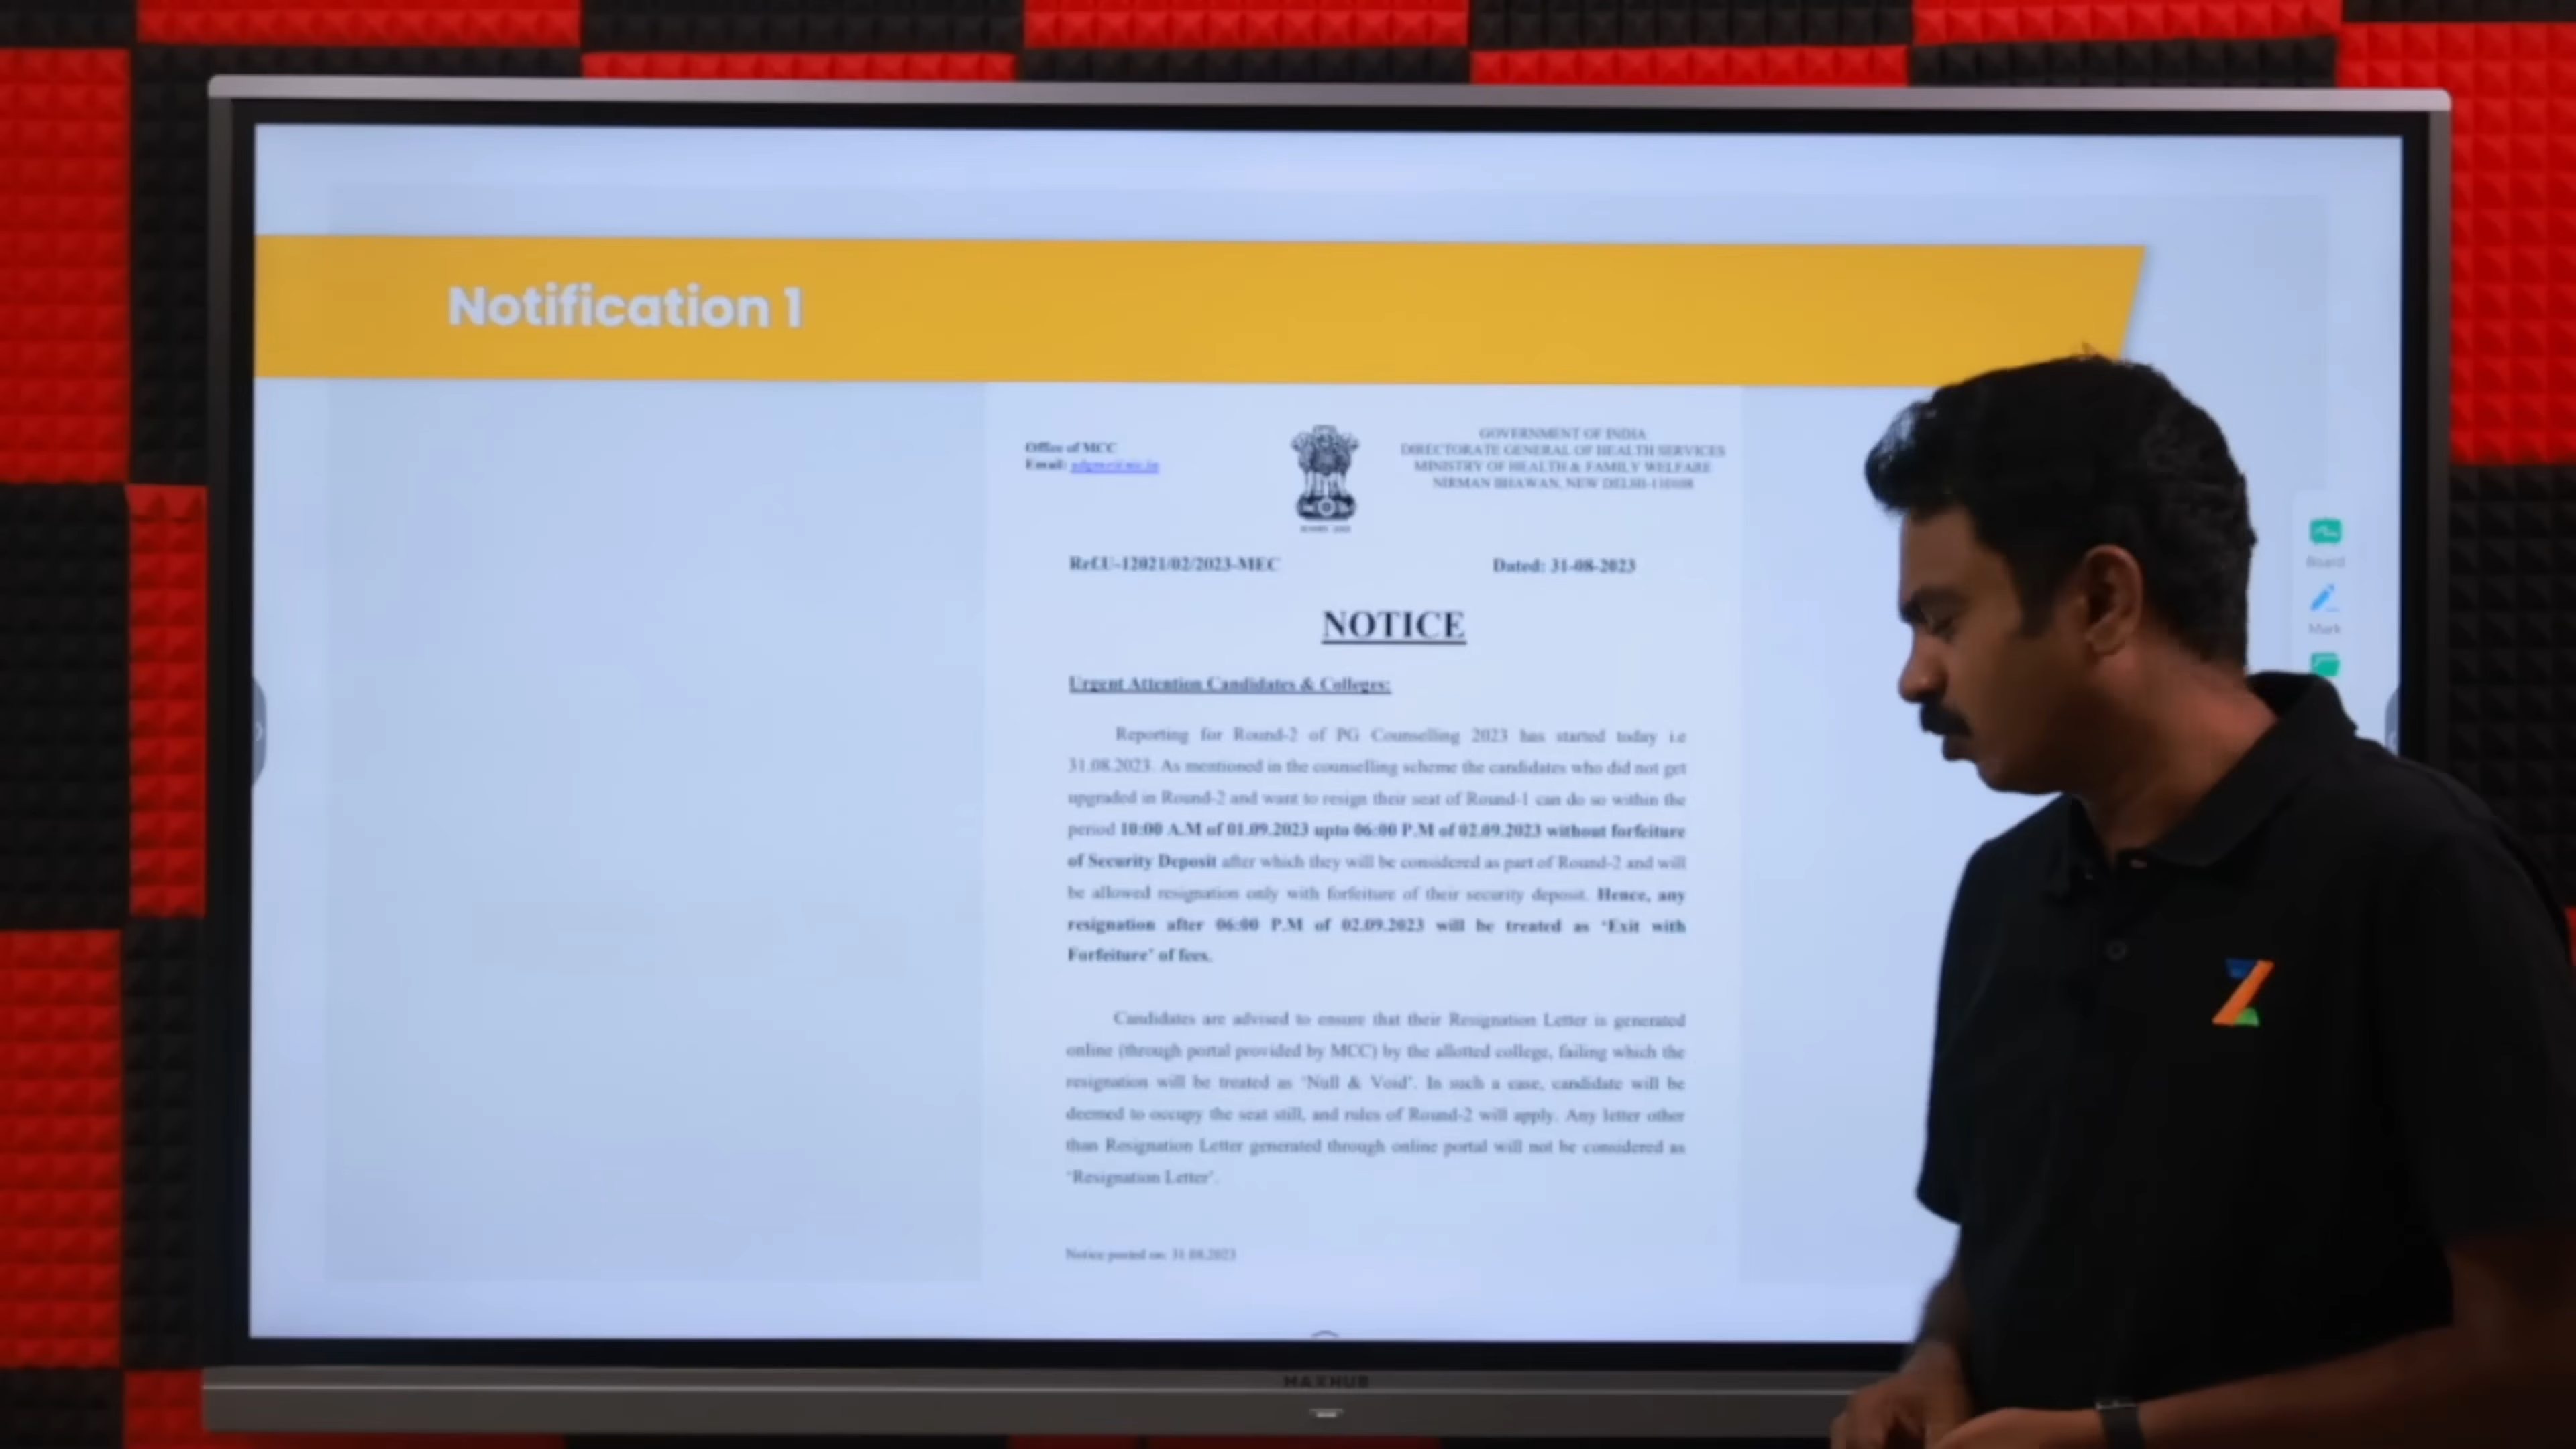 Notification 1
Office of MCC
Email:
GOVERNMENT OF INDIA
DIRECTORATE GENERAL OF HEALTH SERVICES
MINISTRY OF HEALTH & FAMILY WELFARE
NIRMAN BHAWAN, NEW DELHI-110108
Ref.U-12021/02/2023-MEC
Dated: 31-08-2023
NOTICE
Urgent Attention Candidates & Colleges:
Reporting for Round-2 of PG Counselling 2023 has started today i.e
31.08.2023. As mentioned in the counselling scheme the candidates who did not get
upgraded in Round-2 and want to resign their seat of Round-1 can do so within the
period 10:00 A.M of 01.09.2023 upto 06:00 P.M of 02.09.2023 without forfeiture
of Security Deposit after which they will be considered as part of Round-2 and will
be allowed resignation only with forfeiture of their security deposit. Hence, any
resignation after 06:00 P.M of 02.09.2023 will be treated as ‘Exit with
Forfeiture’ of fees.
Candidates are advised to ensure that their Resignation Letter is generated
online (through portal provided by MCC) by the allotted college, failing which the
resignation will be treated as ‘Null & Void’. In such a case, candidate will be
deemed to occupy the seat still, and rules of Round-2 will apply. Any letter other
than Resignation Letter generated through online portal will not be considered as
‘Resignation Letter’.
Notice posted on: 31.08.2023
Board
Mark
MAXHUB